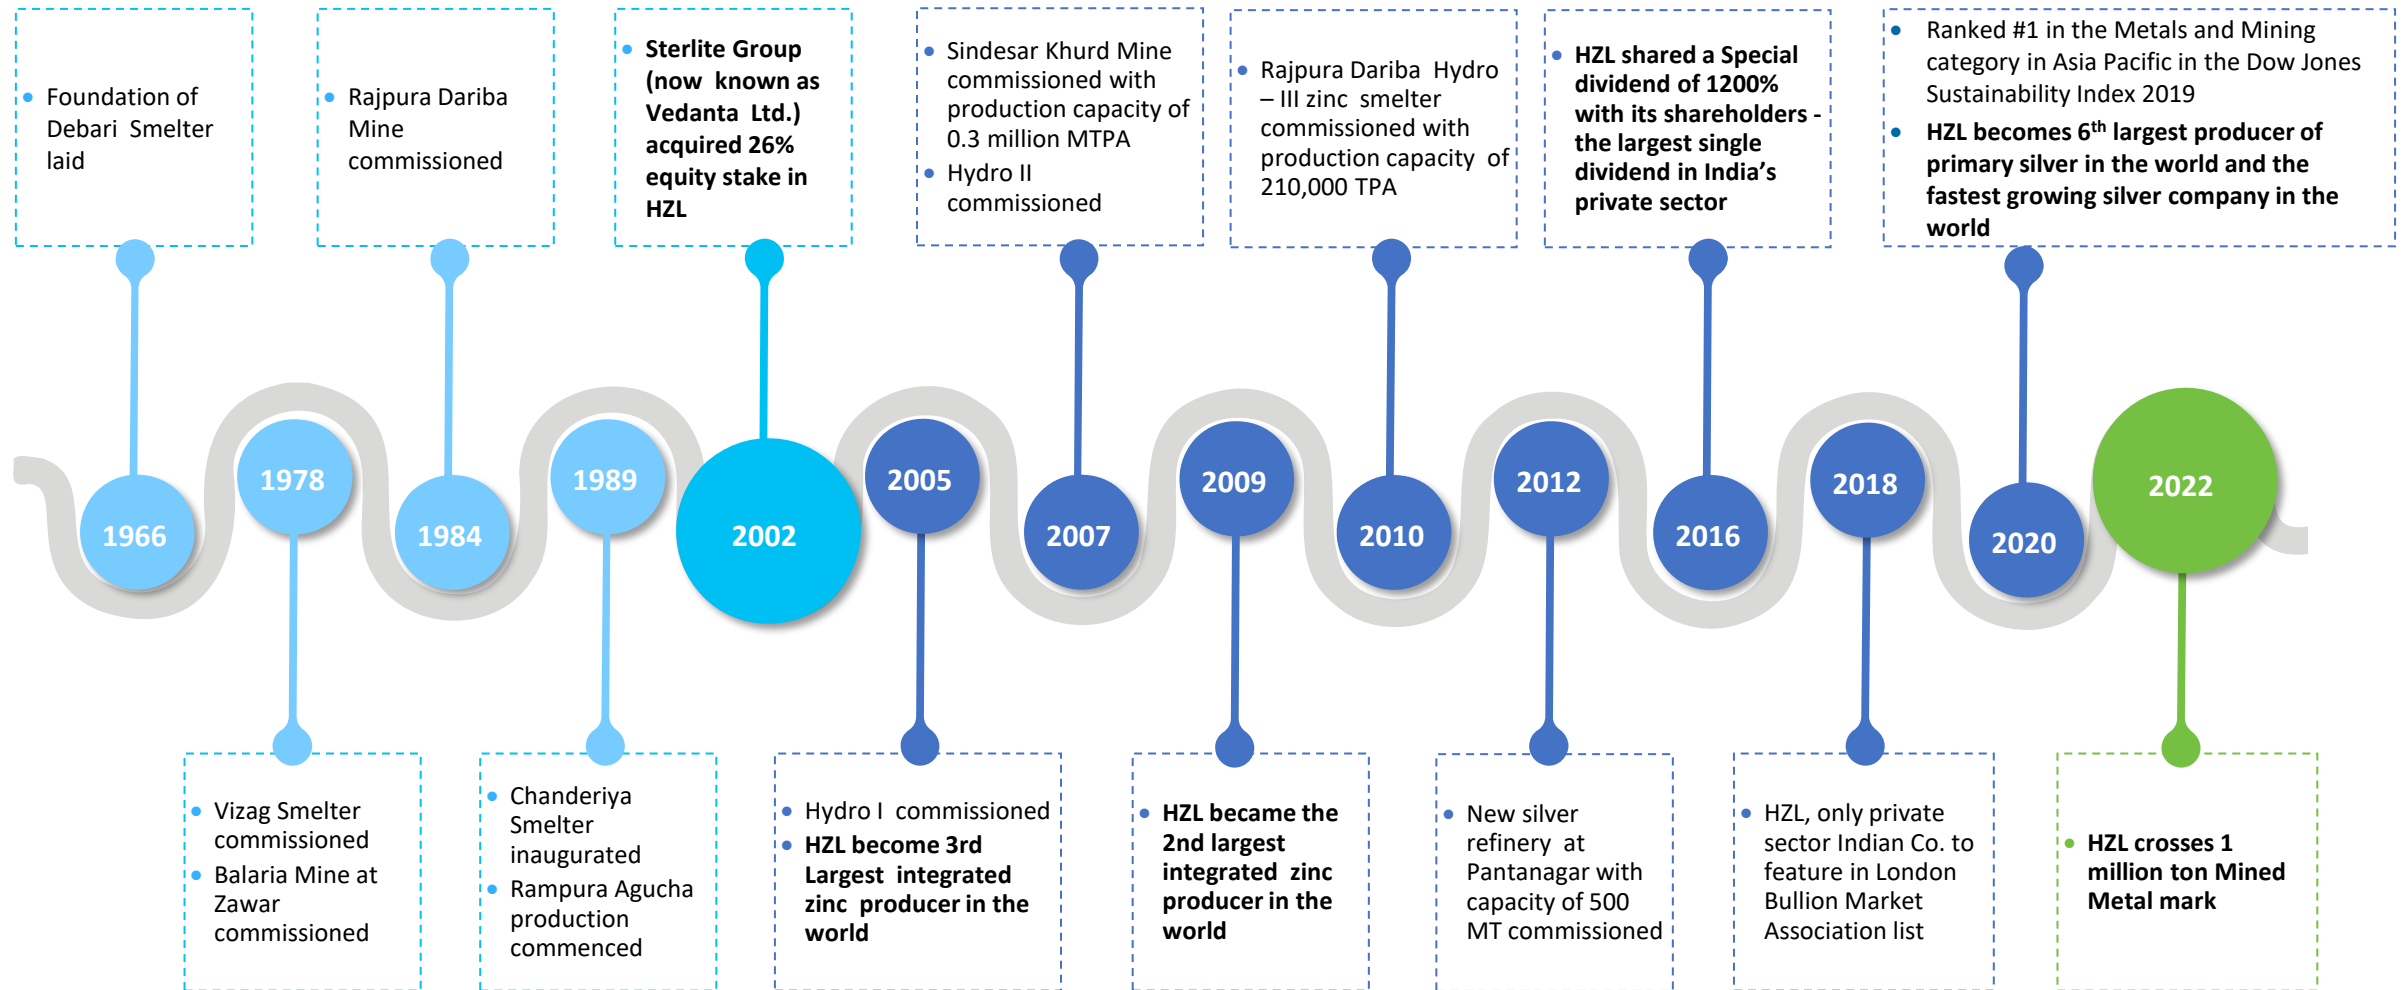 • Foundation of
Debari Smelter
laid
• Rajpura Dariba
Mine
commissioned
• Sterlite Group
(now known as
Vedanta Ltd.)
acquired 26%
equity stake in
HZL
• Sindesar Khurd Mine
commissioned with
production capacity of
0.3 million MTPA
• Hydro II
commissioned
• Rajpura Dariba Hydro
– III zinc smelter
commissioned with
production capacity of
210,000 TPA
• HZL shared a Special
dividend of 1200%
with its shareholders -
the largest single
dividend in India’s
private sector
• Ranked #1 in the Metals and Mining
category in Asia Pacific in the Dow Jones
Sustainability Index 2019
• HZL becomes 6th largest producer of
primary silver in the world and the
fastest growing silver company in the
world
1966
1978
1984
1989
2002
2005
2007
2009
2010
2012
2016
2018
2020
2022
• Vizag Smelter
commissioned
• Balaria Mine at
Zawar
commissioned
• Chanderiya
Smelter
inaugurated
• Rampura Agucha
production
commenced
• Hydro I commissioned
• HZL become 3rd
Largest integrated
zinc producer in the
world
• HZL became the
2nd largest
integrated zinc
producer in the
world
• New silver
refinery at
Pantanagar with
capacity of 500
MT commissioned
• HZL, only private
sector Indian Co. to
feature in London
Bullion Market
Association list
• HZL crosses 1
million ton Mined
Metal mark